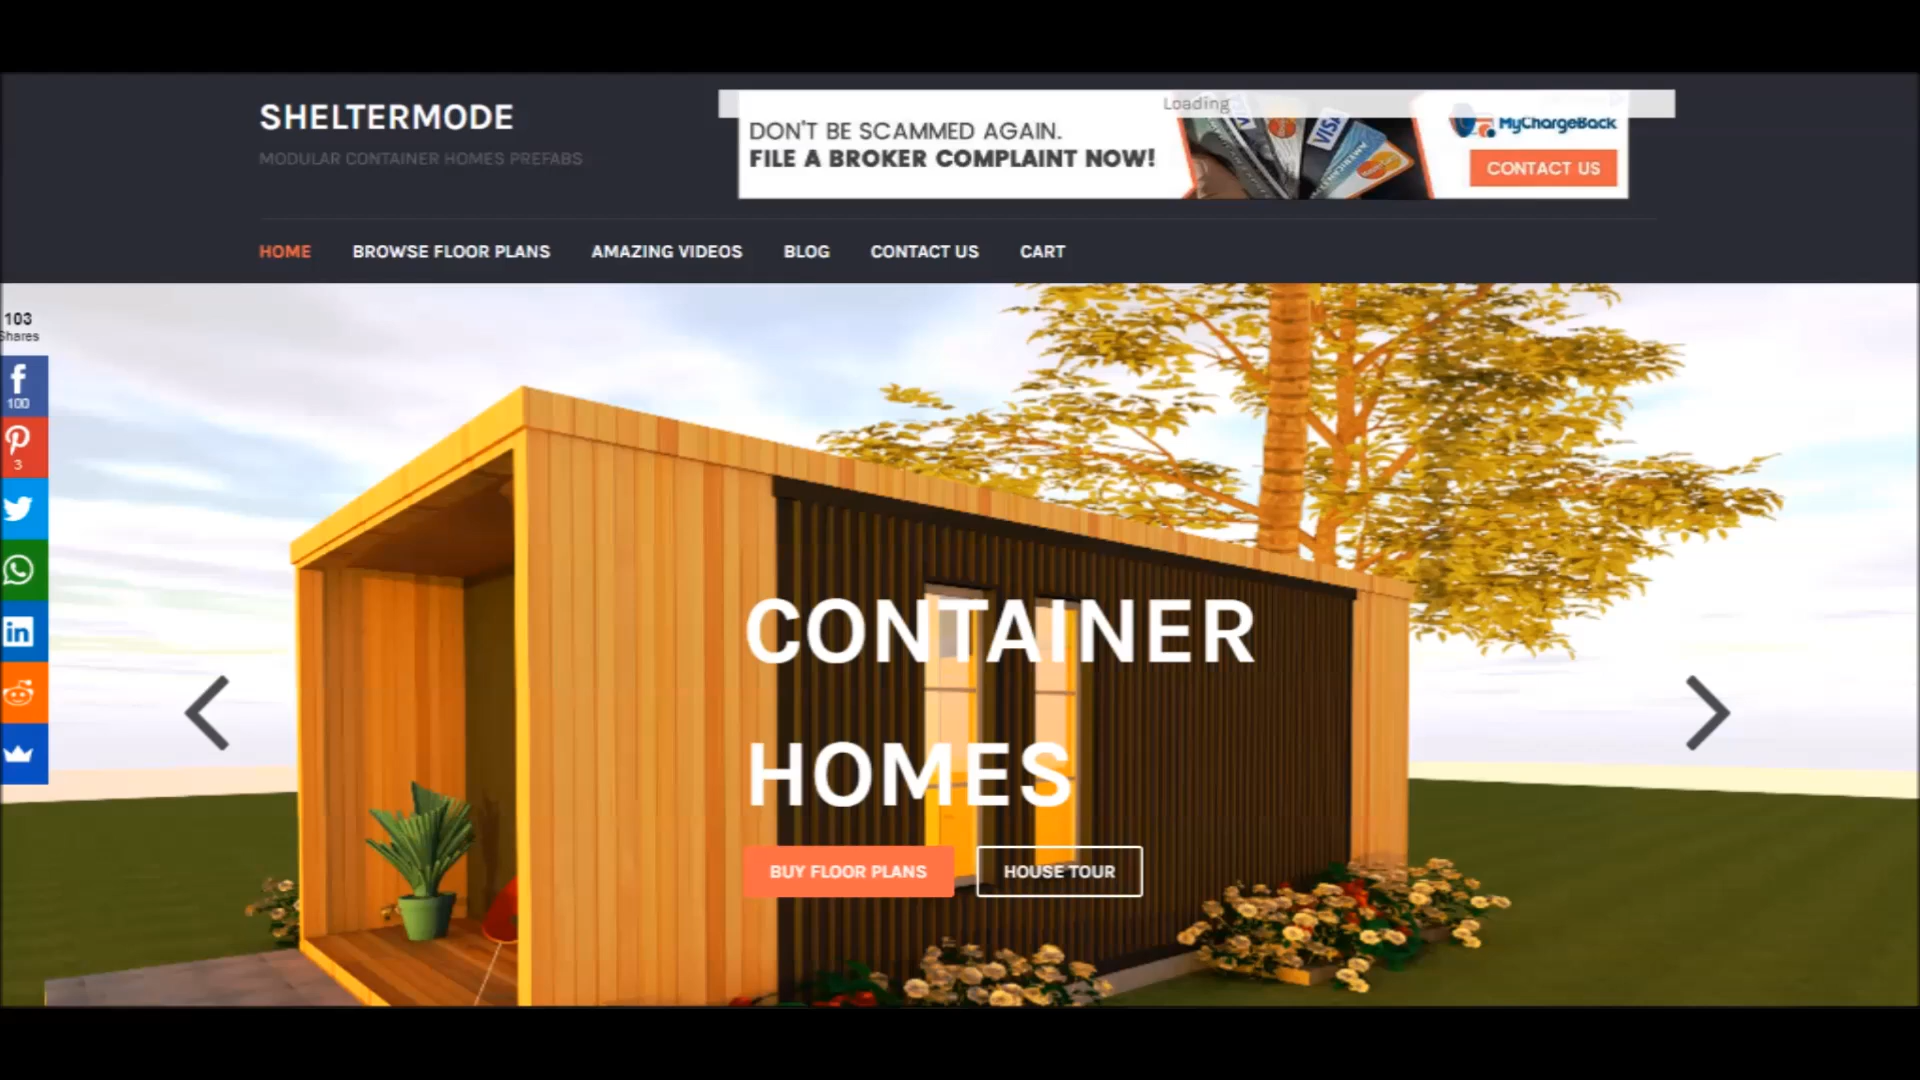 SHELTERMODE
MODULAR CONTAINER HOMES PREFABS
Loading
DON'T BE SCAMMED AGAIN.
FILE A BROKER COMPLAINT NOW!
VISA
MyChargeBack
CONTACT US
HOME BROWSE FLOOR PLANS AMAZING VIDEOS BLOG CONTACT US CART
103
Shares
100
3
CONTAINER
HOMES
BUY FLOOR PLANS HOUSE TOUR